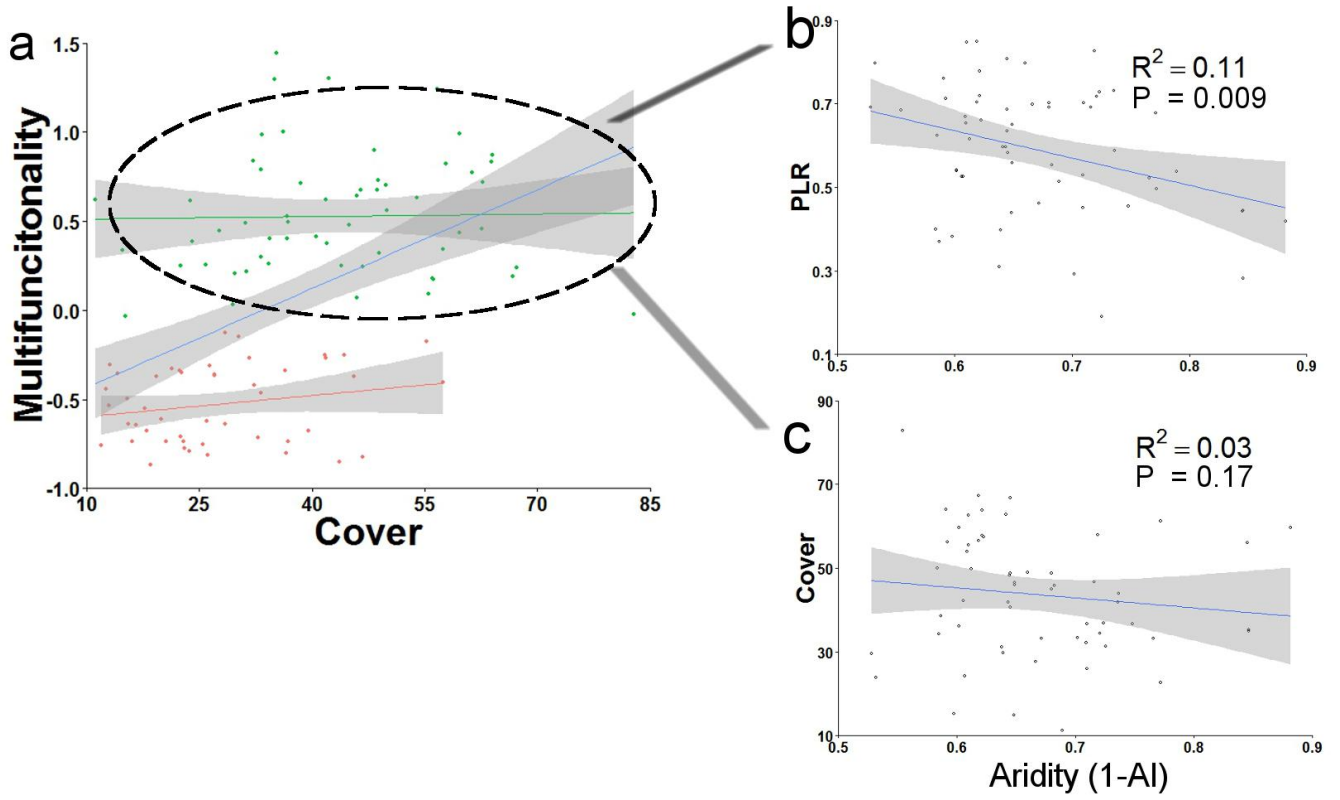 a
Multifuncitonality
1.5
1.0
0.5
0.0
-0.5
-1.0
10 25 40 55 70 85
Cover
b
PLR
0.9
0.7
0.5
0.3
0.1
0.5 0.6 0.7 0.8 0.9
R² = 0.11
P = 0.009
c
Cover
90
70
50
30
10
0.5 0.6 0.7 0.8 0.9
R² = 0.03
P = 0.17
Aridity (1-AI)